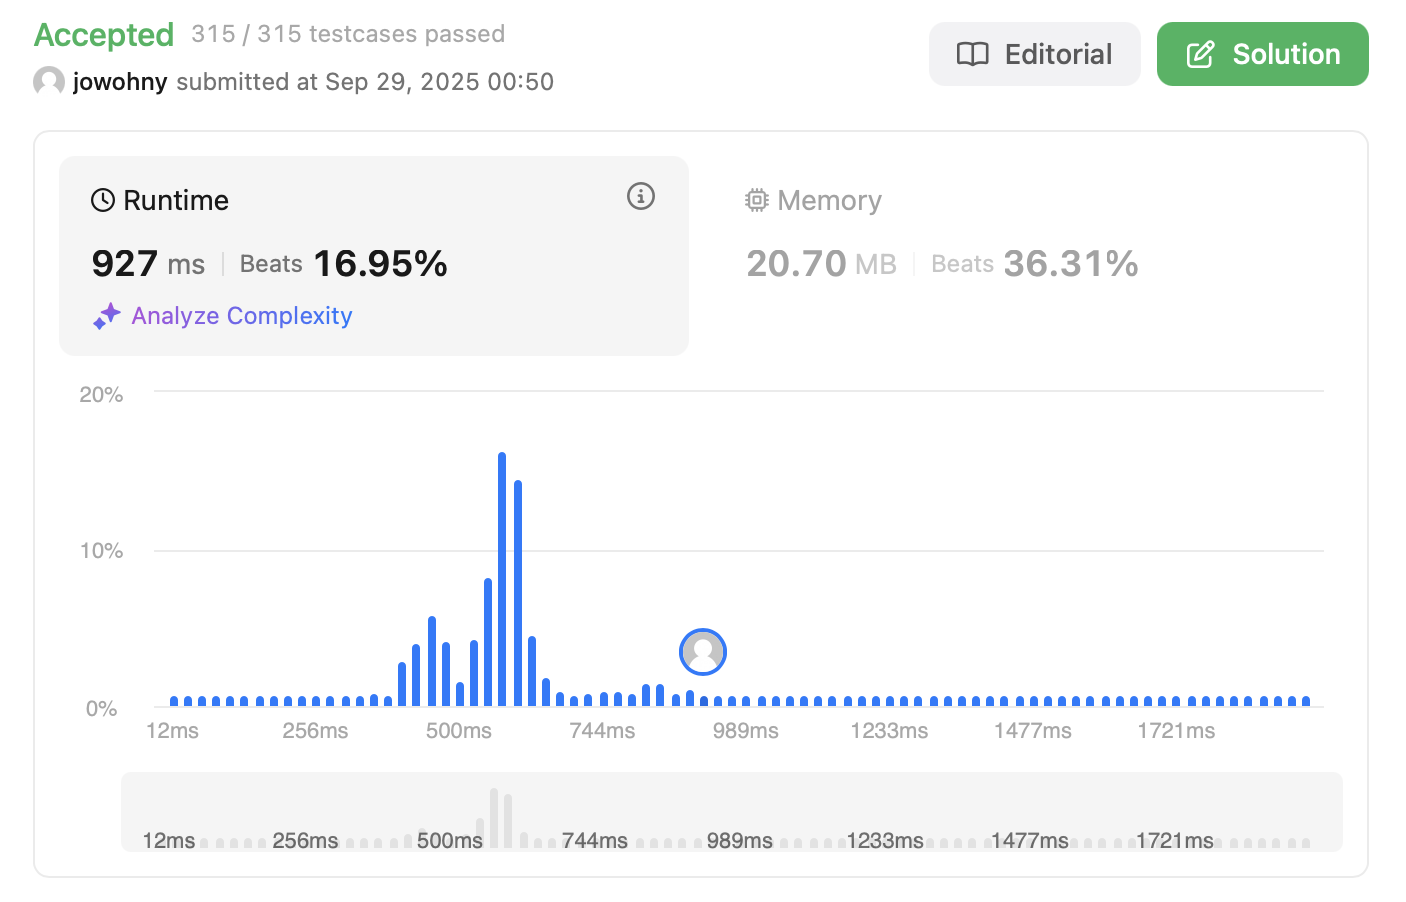 Accepted 315 / 315 testcases passed
jowohny submitted at Sep 29, 2025 00:50
Editorial
Solution
Runtime
927 ms Beats 16.95%
Analyze Complexity
Memory
20.70 MB Beats 36.31%
20%
10%
0%
12ms 256ms 500ms 744ms 989ms 1233ms 1477ms 1721ms
12ms 256ms 500ms 744ms 989ms 1233ms 1477ms 1721ms